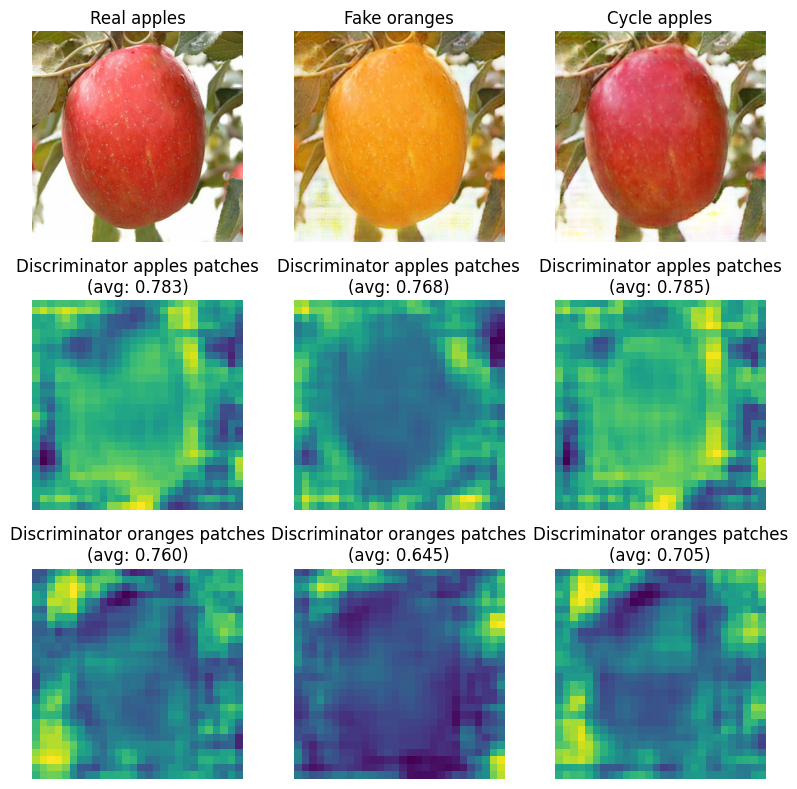 Real apples
Fake oranges
Cycle apples
Discriminator apples patches
(avg: 0.783)
Discriminator apples patches
(avg: 0.768)
Discriminator apples patches
(avg: 0.785)
Discriminator oranges patches
(avg: 0.760)
Discriminator oranges patches
(avg: 0.645)
Discriminator oranges patches
(avg: 0.705)